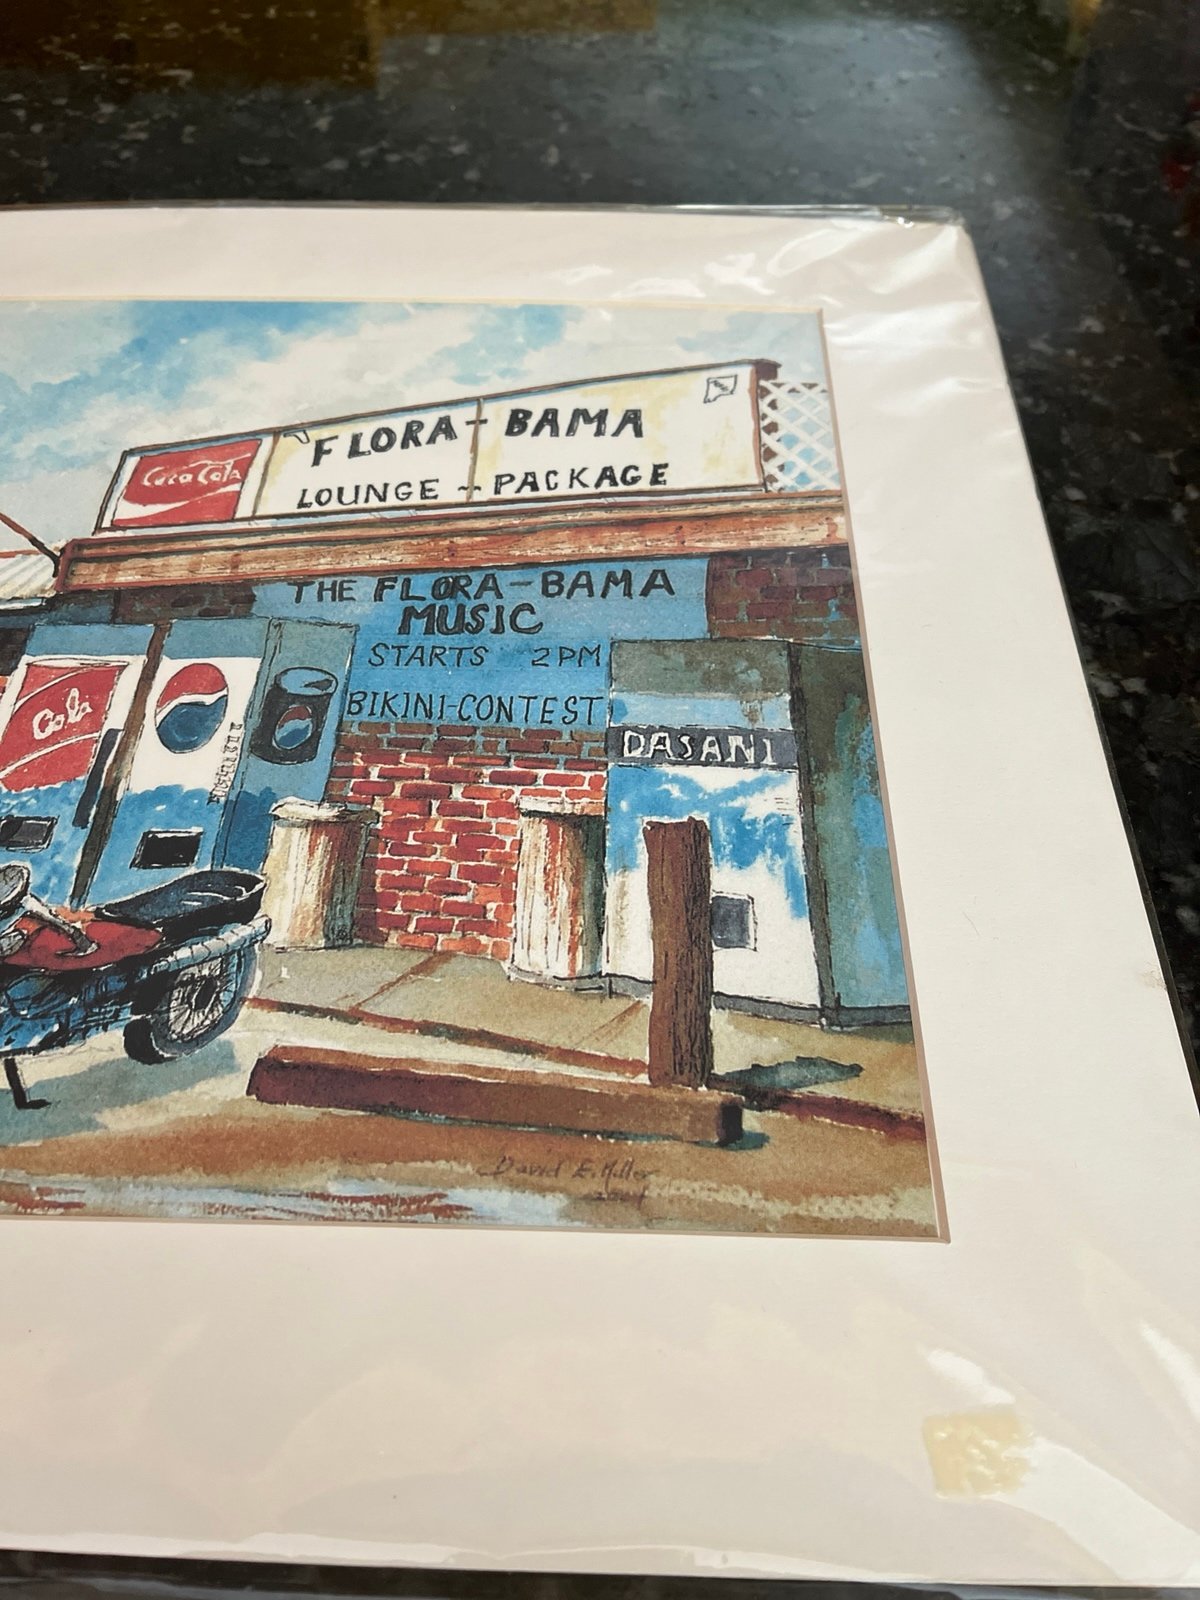 FLORA-BAMA
LOUNGE ~ PACKAGE
Coca Cola
THE FLORA-BAMA
MUSIC
STARTS 2PM
BIKINI-CONTEST
Cola
DASANI
David E. Miller